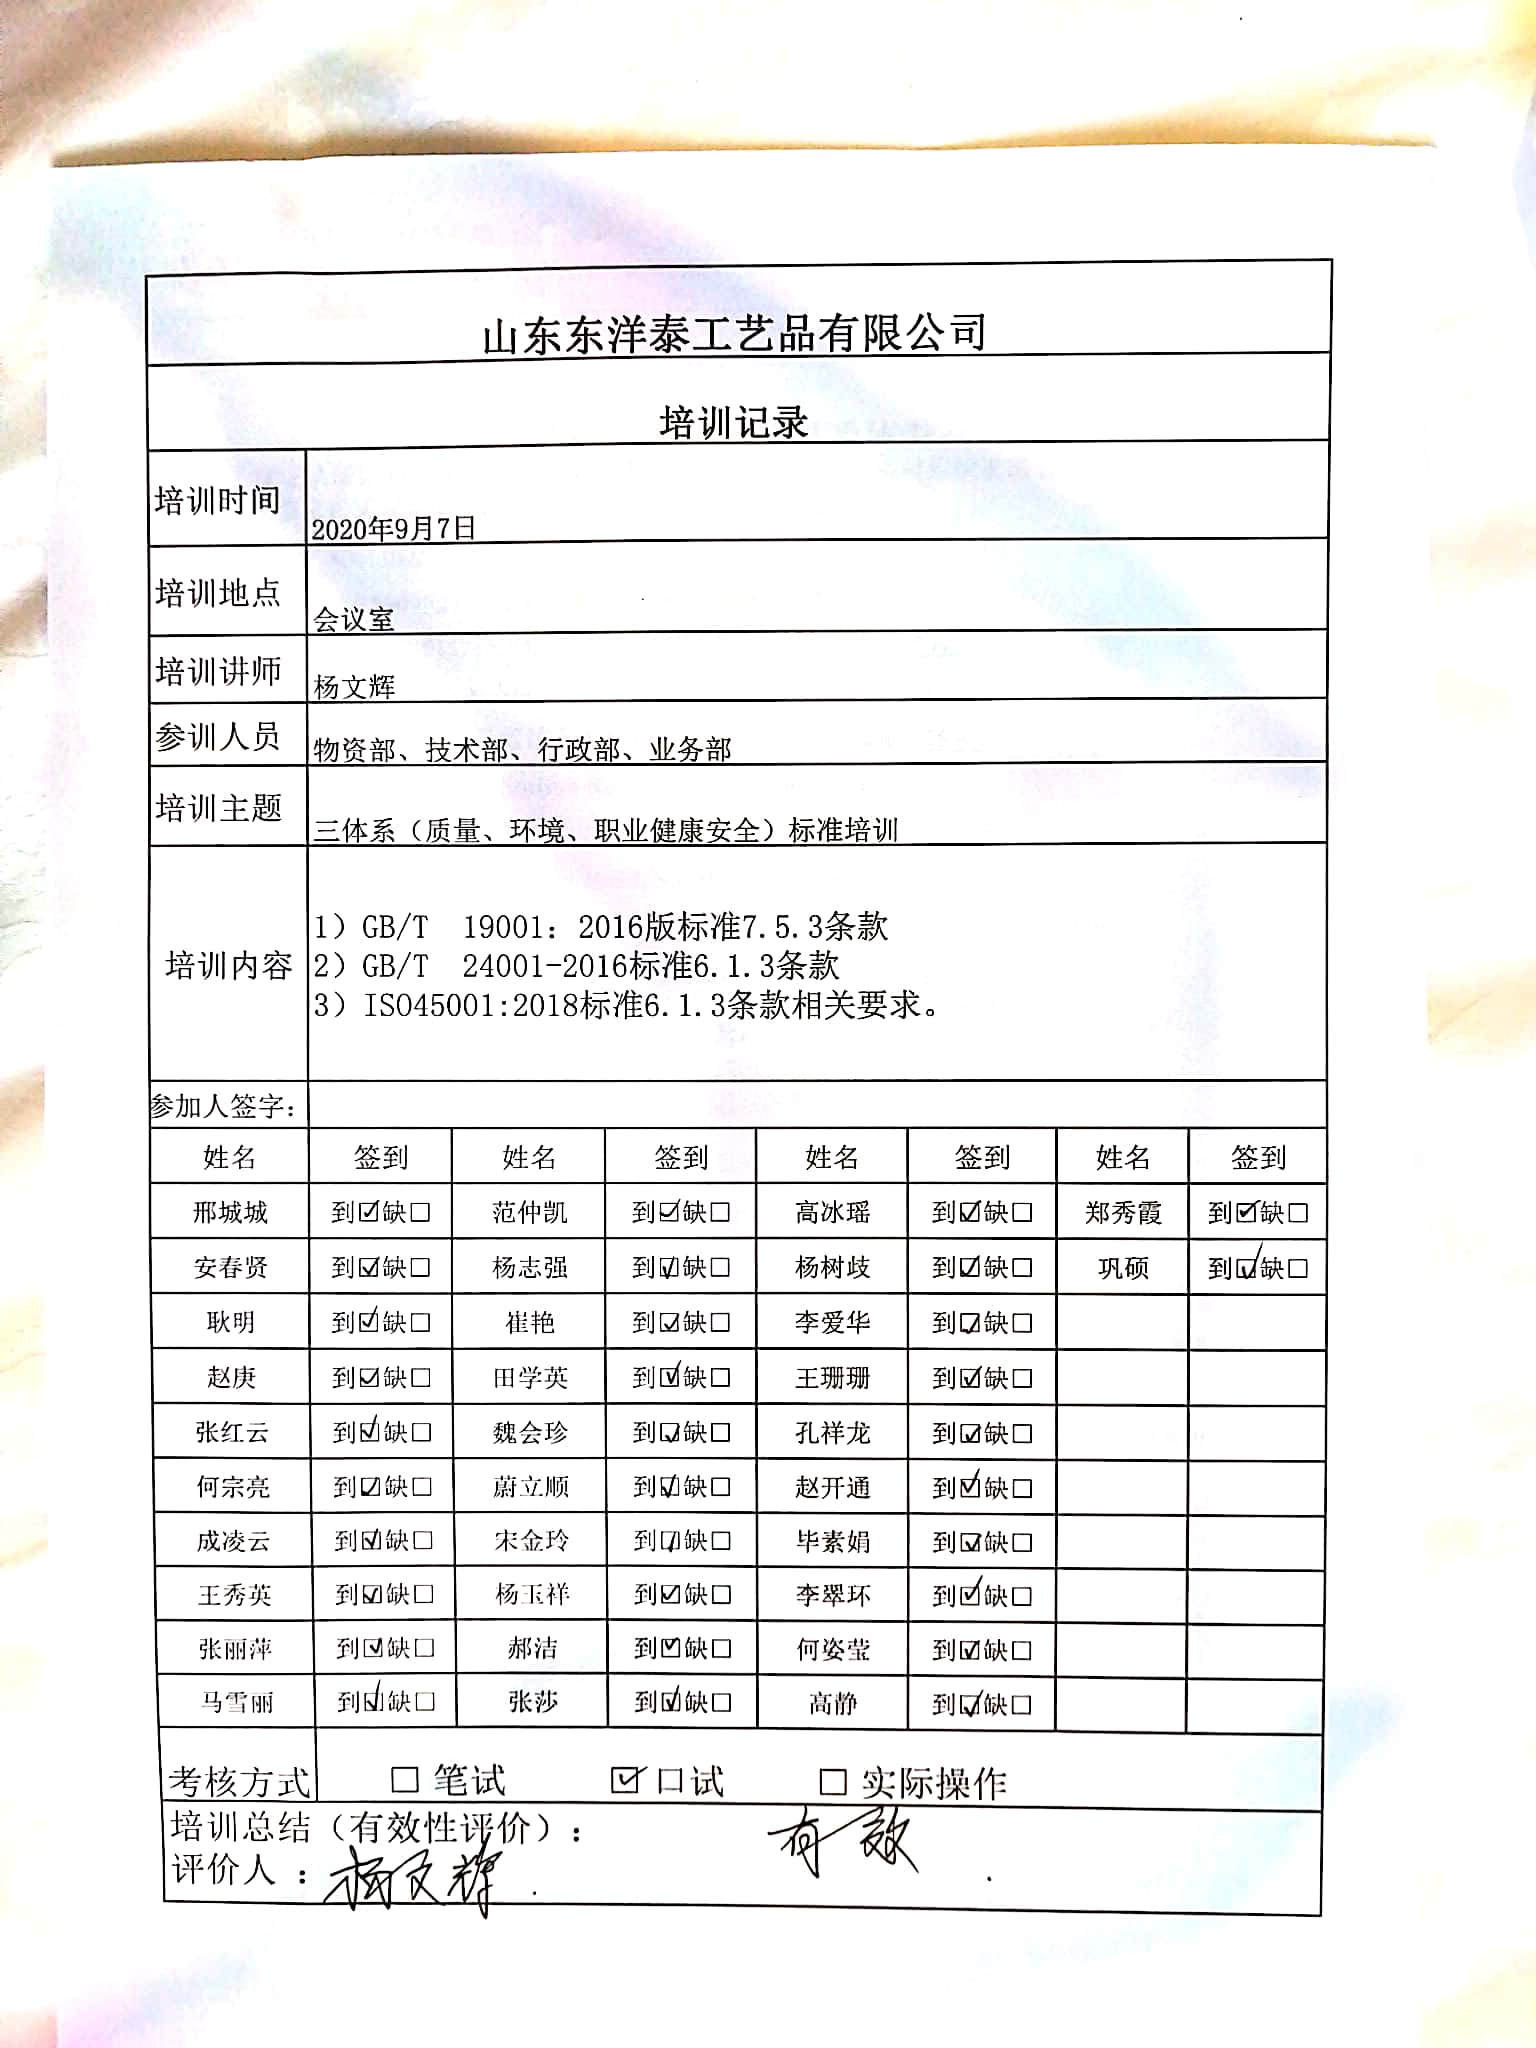 山东东洋泰工艺品有限公司
培训记录
培训时间 2020年9月7日
培训地点 会议室
培训讲师 杨文辉
参训人员 物资部、技术部、行政部、业务部
培训主题 三体系（质量、环境、职业健康安全）标准培训
培训内容
1）GB/T 19001：2016版标准7.5.3条款
2）GB/T 24001-2016标准6.1.3条款
3）ISO45001:2018标准6.1.3条款相关要求。
参加人签字：
姓名 签到 姓名 签到 姓名 签到 姓名 签到
邢城城 到☑缺□ 范仲凯 到☑缺□ 高冰瑶 到☑缺□ 郑秀霞 到☑缺□
安春贤 到☑缺□ 杨志强 到☑缺□ 杨树歧 到☑缺□ 巩硕 到☑缺□
耿明 到☑缺□ 崔艳 到☑缺□ 李爱华 到☑缺□
赵庚 到☑缺□ 田学英 到☑缺□ 王珊珊 到☑缺□
张红云 到☑缺□ 魏会珍 到☑缺□ 孔祥龙 到☑缺□
何宗亮 到☑缺□ 蔚立顺 到☑缺□ 赵开通 到☑缺□
成凌云 到☑缺□ 宋金玲 到☑缺□ 毕素娟 到☑缺□
王秀英 到☑缺□ 杨玉祥 到☑缺□ 李翠环 到☑缺□
张丽萍 到☑缺□ 郝洁 到☑缺□ 何姿莹 到☑缺□
马雪丽 到☑缺□ 张莎 到☑缺□ 高静 到☑缺□
考核方式 □ 笔试 ☑ 口试 □ 实际操作
培训总结（有效性评价）： 有效
评价人 ：杨文辉